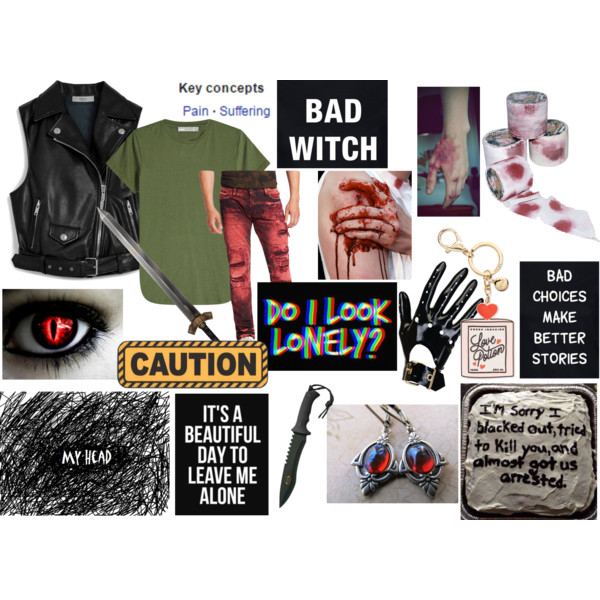 Key concepts
Pain · Suffering
BAD
WITCH
DO I LOOK
LONELY?
BAD
CHOICES
MAKE
BETTER
STORIES
Love
Potion
CAUTION
MY HEAD
IT'S A
BEAUTIFUL
DAY TO
LEAVE ME
ALONE
I'm Sorry I
blacked out, tried
to Kill you, and
almost got us
arrested.